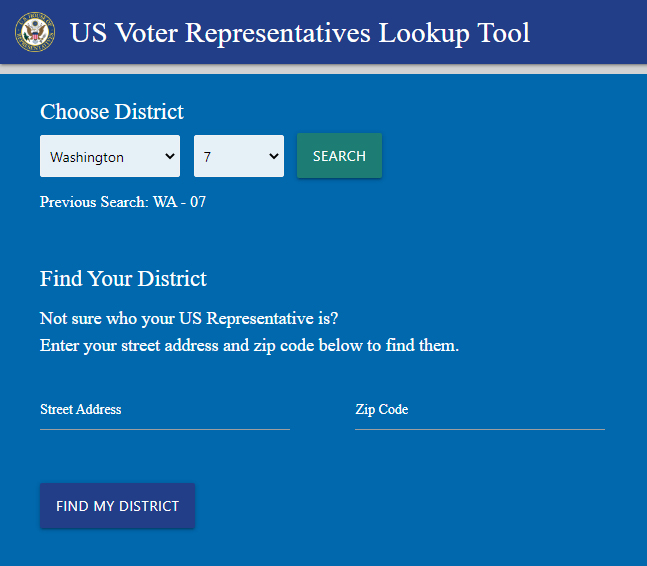 US Voter Representatives Lookup Tool
Choose District
Washington 7 SEARCH
Previous Search: WA - 07
Find Your District
Not sure who your US Representative is?
Enter your street address and zip code below to find them.
Street Address Zip Code
FIND MY DISTRICT